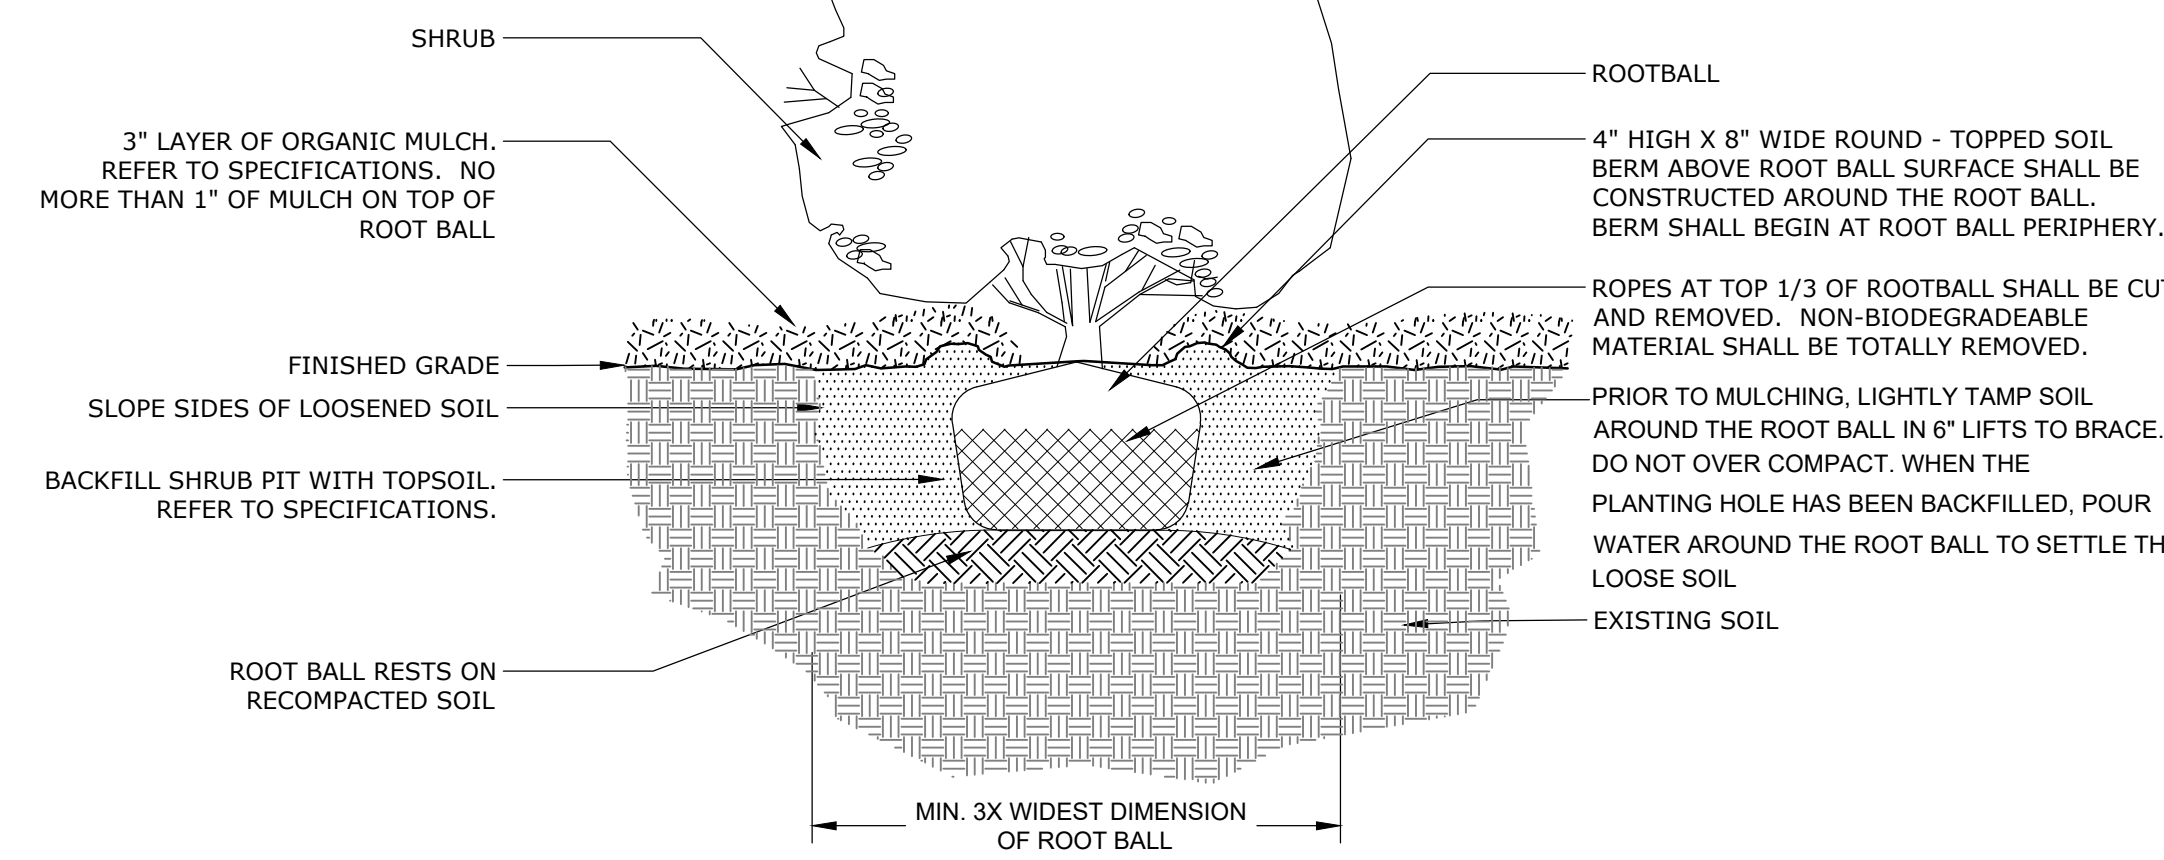 SHRUB
3" LAYER OF ORGANIC MULCH.
REFER TO SPECIFICATIONS. NO
MORE THAN 1" OF MULCH ON TOP OF
ROOT BALL
FINISHED GRADE
SLOPE SIDES OF LOOSENED SOIL
BACKFILL SHRUB PIT WITH TOPSOIL.
REFER TO SPECIFICATIONS.
ROOT BALL RESTS ON
RECOMPACTED SOIL
ROOTBALL
4" HIGH X 8" WIDE ROUND - TOPPED SOIL
BERM ABOVE ROOT BALL SURFACE SHALL BE
CONSTRUCTED AROUND THE ROOT BALL.
BERM SHALL BEGIN AT ROOT BALL PERIPHERY.
ROPES AT TOP 1/3 OF ROOTBALL SHALL BE CUT
AND REMOVED. NON-BIODEGRADEABLE
MATERIAL SHALL BE TOTALLY REMOVED.
PRIOR TO MULCHING, LIGHTLY TAMP SOIL
AROUND THE ROOT BALL IN 6" LIFTS TO BRACE.
DO NOT OVER COMPACT. WHEN THE
PLANTING HOLE HAS BEEN BACKFILLED, POUR
WATER AROUND THE ROOT BALL TO SETTLE TH
LOOSE SOIL
EXISTING SOIL
MIN. 3X WIDEST DIMENSION
OF ROOT BALL